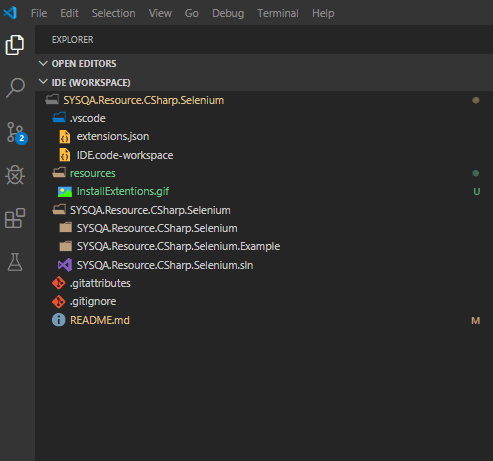 File Edit Selection View Go Debug Terminal Help
EXPLORER
OPEN EDITORS
IDE (WORKSPACE)
SYSQA.Resource.CSharp.Selenium
.vscode
extensions.json
2
IDE.code-workspace
resources
InstallExtentions.gif U
SYSQA.Resource.CSharp.Selenium
SYSQA.Resource.CSharp.Selenium
SYSQA.Resource.CSharp.Selenium.Example
SYSQA.Resource.CSharp.Selenium.sln
.gitattributes
.gitignore
README.md M